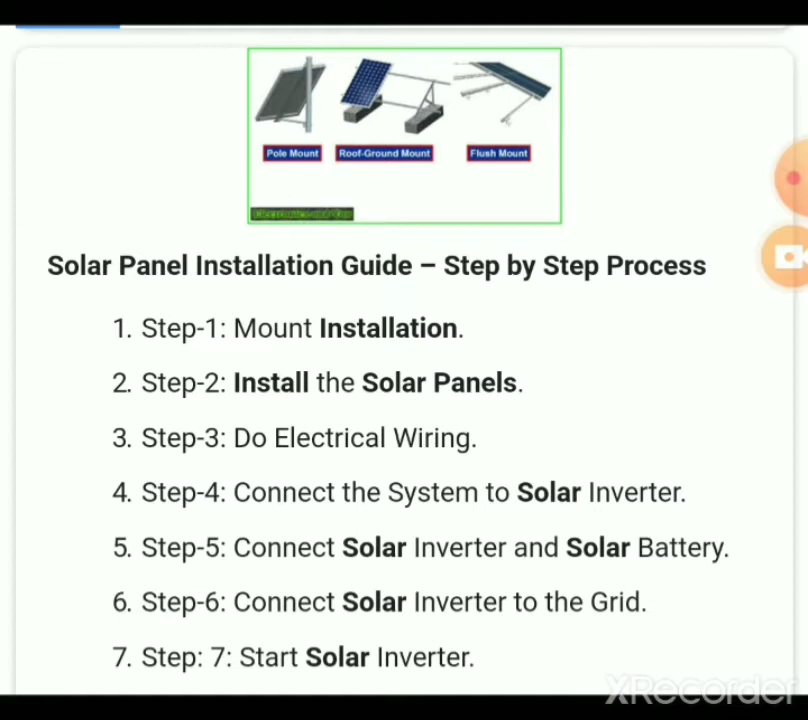 Pole Mount Roof-Ground Mount Flush Mount
Solar Panel Installation Guide – Step by Step Process
1. Step-1: Mount Installation.
2. Step-2: Install the Solar Panels.
3. Step-3: Do Electrical Wiring.
4. Step-4: Connect the System to Solar Inverter.
5. Step-5: Connect Solar Inverter and Solar Battery.
6. Step-6: Connect Solar Inverter to the Grid.
7. Step: 7: Start Solar Inverter.
XRecorder